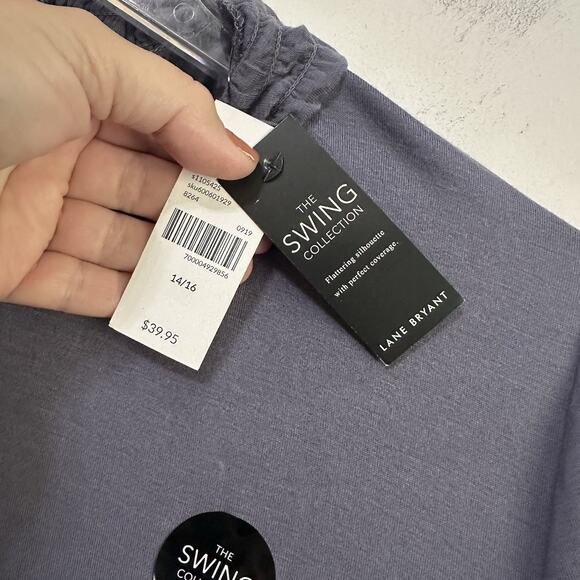 s1105425
sku600601929
8264
0919
700004929856
14/16
$39.95
THE
SWING
COLLECTION
Flattering silhouette
with perfect coverage.
LANE BRYANT
THE
SWING